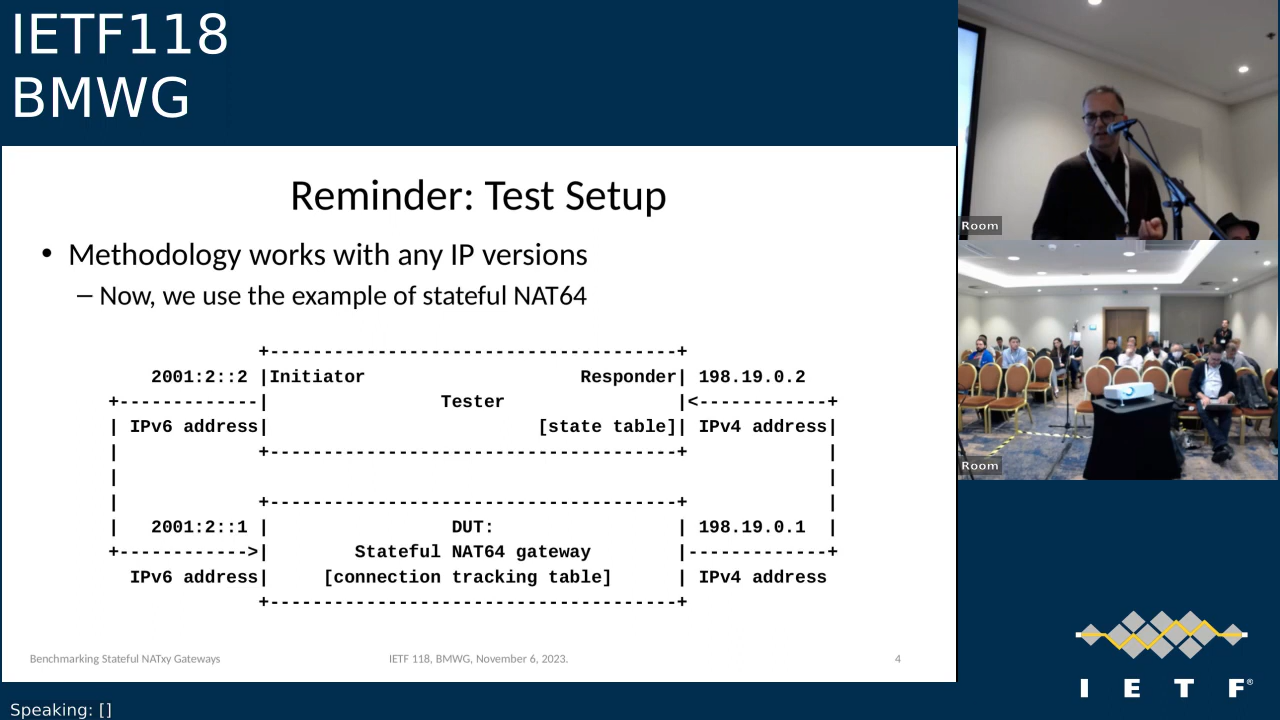 IETF118
BMWG
Reminder: Test Setup
• Methodology works with any IP versions
– Now, we use the example of stateful NAT64
+--------------------------------------+
2001:2::2 |Initiator                    Responder| 198.19.0.2
+-------------|                Tester                |<------------+
| IPv6 address|                         [state table]| IPv4 address|
|             +--------------------------------------+             |
|                                                                  |
|             +--------------------------------------+             |
|   2001:2::1 |                 DUT:                 | 198.19.0.1  |
+------------>|        Stateful NAT64 gateway        |-------------+
IPv6 address|     [connection tracking table]      | IPv4 address
+--------------------------------------+
Benchmarking Stateful NATxy Gateways
IETF 118, BMWG, November 6, 2023.
4
Room
Room
I E T F®
Speaking: []